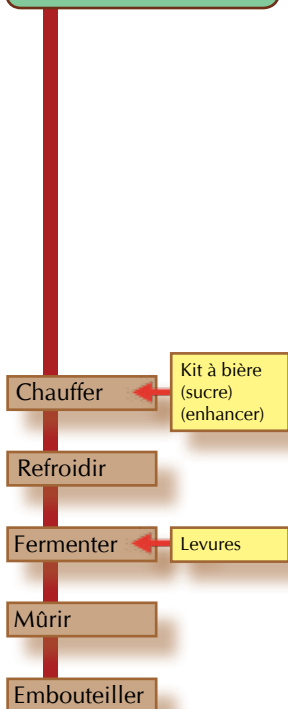 Chauffer
Kit à bière
(sucre)
(enhancer)
Refroidir
Fermenter
Levures
Mûrir
Embouteiller